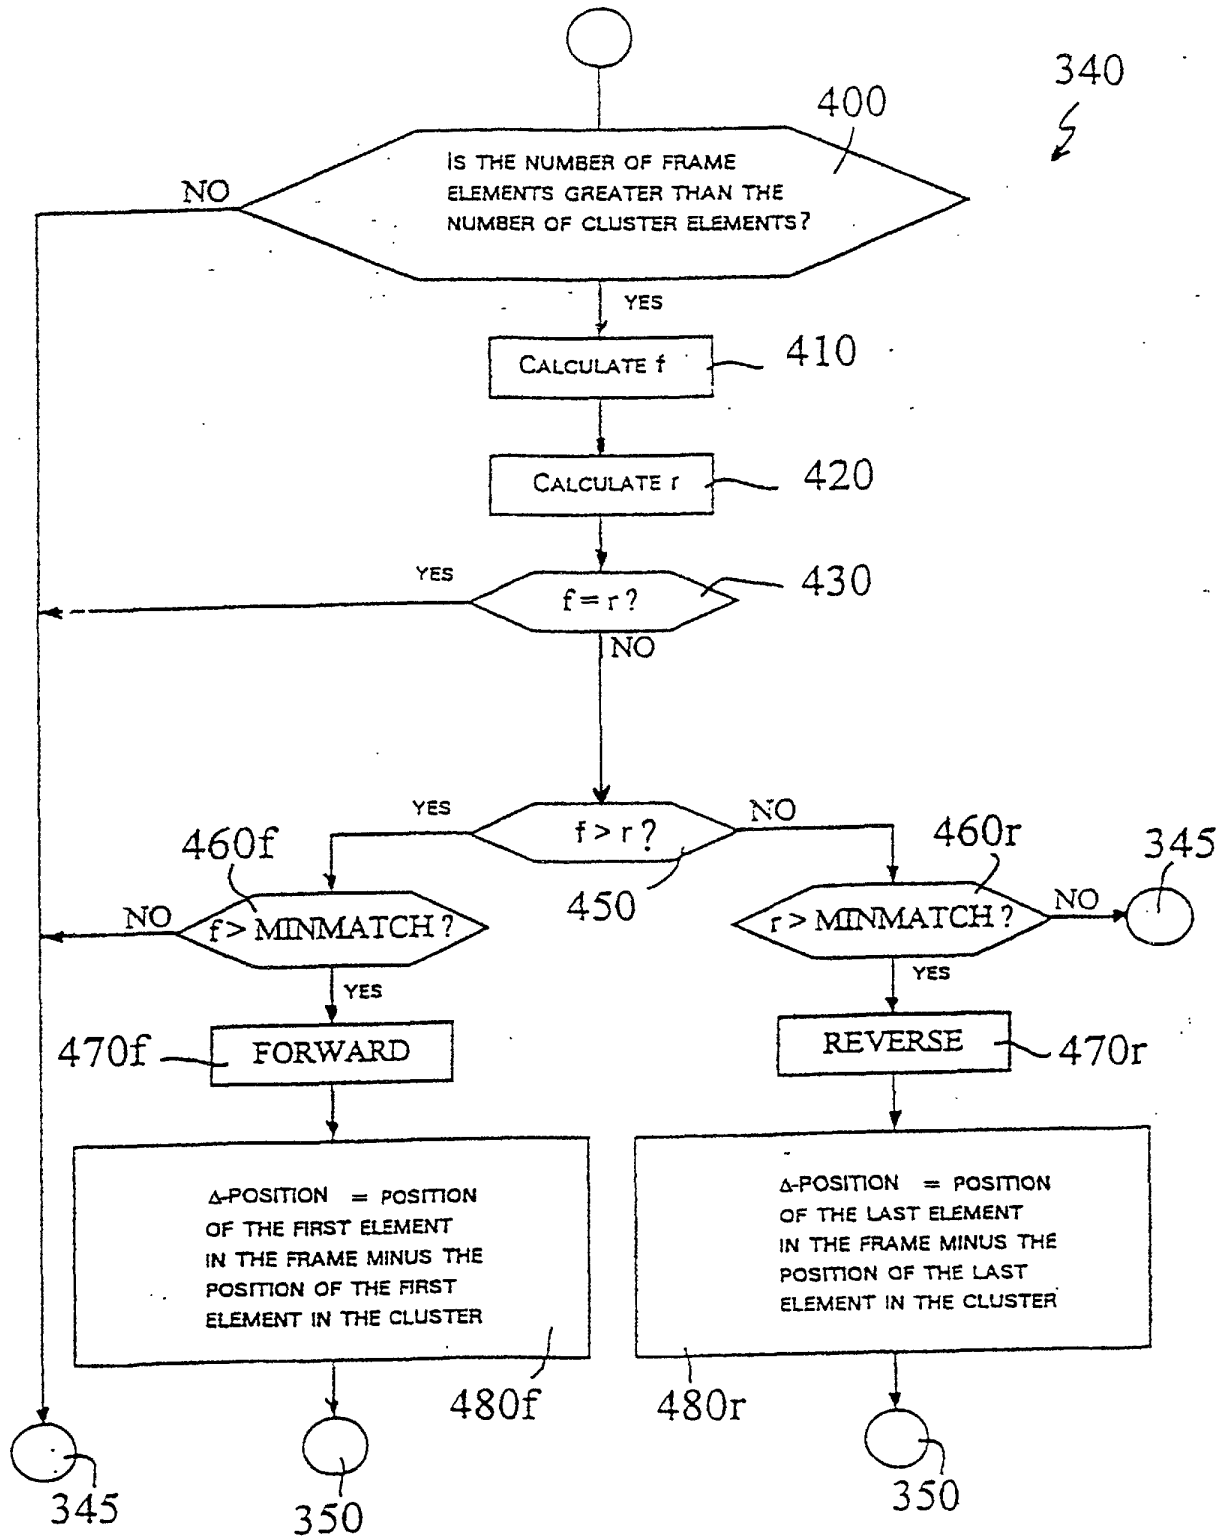 340
400
IS THE NUMBER OF FRAME
ELEMENTS GREATER THAN THE
NUMBER OF CLUSTER ELEMENTS?
NO
YES
CALCULATE f
410
CALCULATE r
420
YES
f = r ?
430
NO
YES
f > r ?
NO
450
460f
460r
345
NO
f > MINMATCH ?
r > MINMATCH ?
NO
YES
YES
470f
FORWARD
REVERSE
470r
Δ-POSITION = POSITION
OF THE FIRST ELEMENT
IN THE FRAME MINUS THE
POSITION OF THE FIRST
ELEMENT IN THE CLUSTER
480f
Δ-POSITION = POSITION
OF THE LAST ELEMENT
IN THE FRAME MINUS THE
POSITION OF THE LAST
ELEMENT IN THE CLUSTER
480r
345
350
350